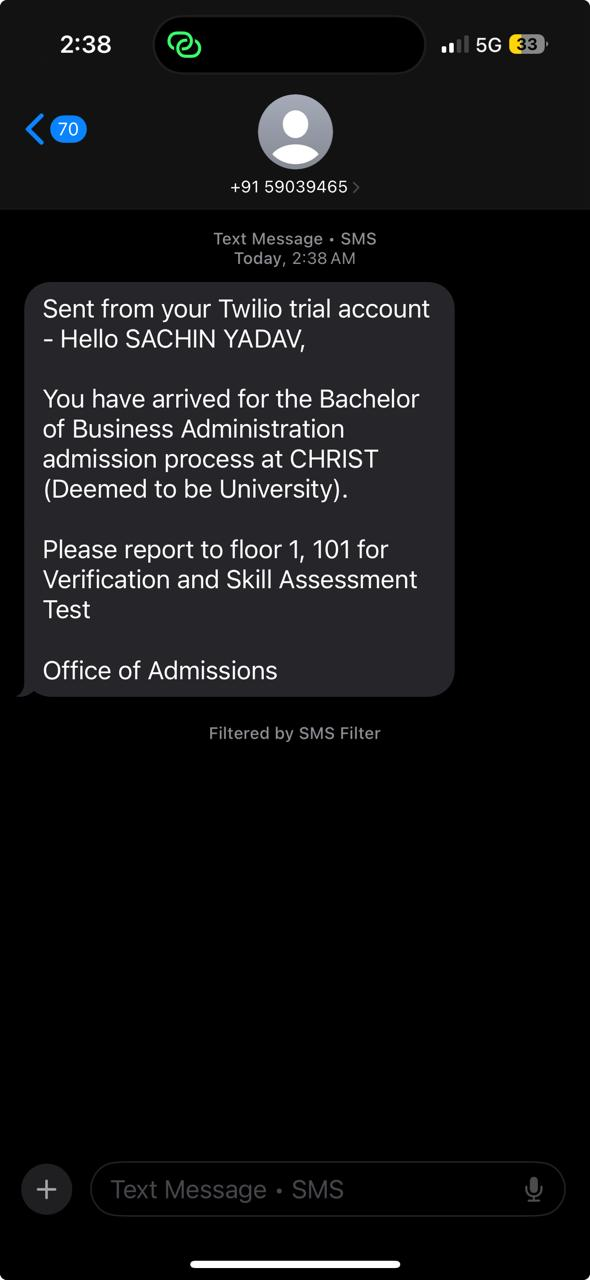 2:38
5G
33
70
+91 59039465
Text Message • SMS
Today, 2:38 AM
Sent from your Twilio trial account
- Hello SACHIN YADAV,
You have arrived for the Bachelor
of Business Administration
admission process at CHRIST
(Deemed to be University).
Please report to floor 1, 101 for
Verification and Skill Assessment
Test
Office of Admissions
Filtered by SMS Filter
Text Message • SMS